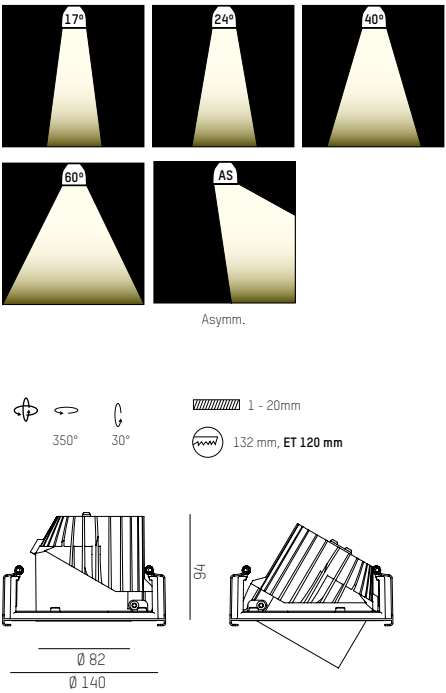 17° 24° 40°
60° AS
Asymm.
1 - 20mm
350° 30°
132 mm, ET 120 mm
94
Ø 82
Ø 140